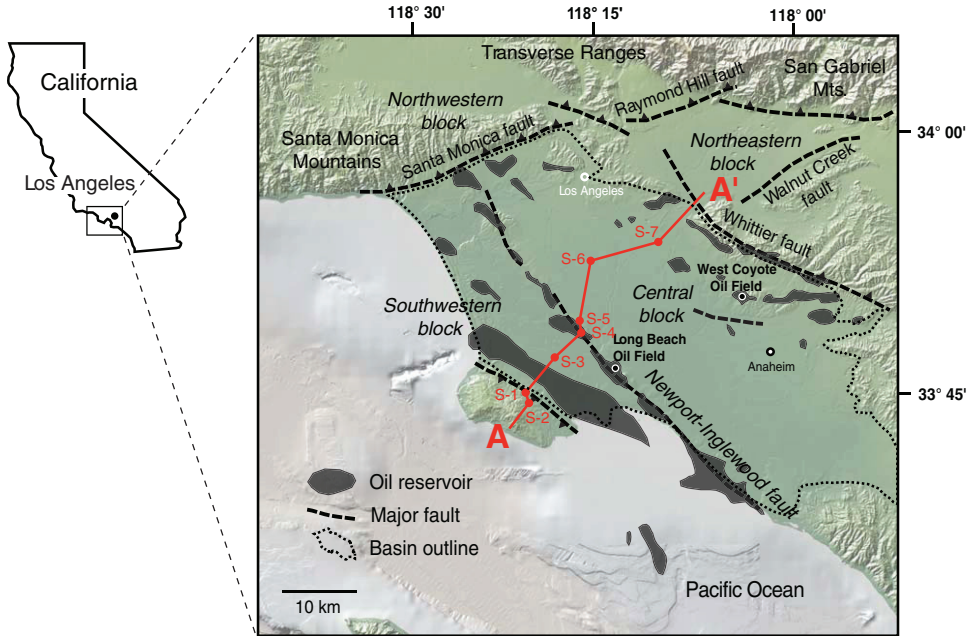 118° 30'
118° 15'
118° 00'
California
Los Angeles
Transverse Ranges
San Gabriel
Mts.
Raymond Hill fault
Northwestern
block
Santa Monica fault
Santa Monica
Mountains
34° 00'
Northeastern
block
Walnut Creek
fault
Los Angeles
A'
Whittier fault
S-7
S-6
West Coyote
Oil Field
Central
block
Southwestern
block
S-5
S-4
Long Beach
Oil Field
S-3
Anaheim
33° 45'
S-1
S-2
A
Newport-Inglewood fault
Oil reservoir
Major fault
Basin outline
10 km
Pacific Ocean